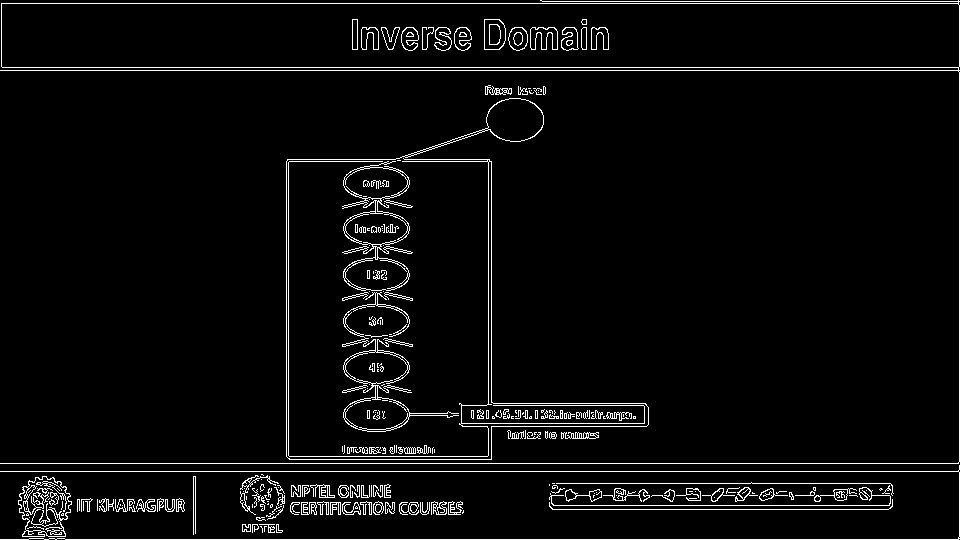 Inverse Domain
Root level
arpa
in-addr
132
34
45
121
121.45.34.132.in-addr.arpa.
Index to names
Inverse domain
IIT KHARAGPUR
NPTEL ONLINE
CERTIFICATION COURSES
NPTEL